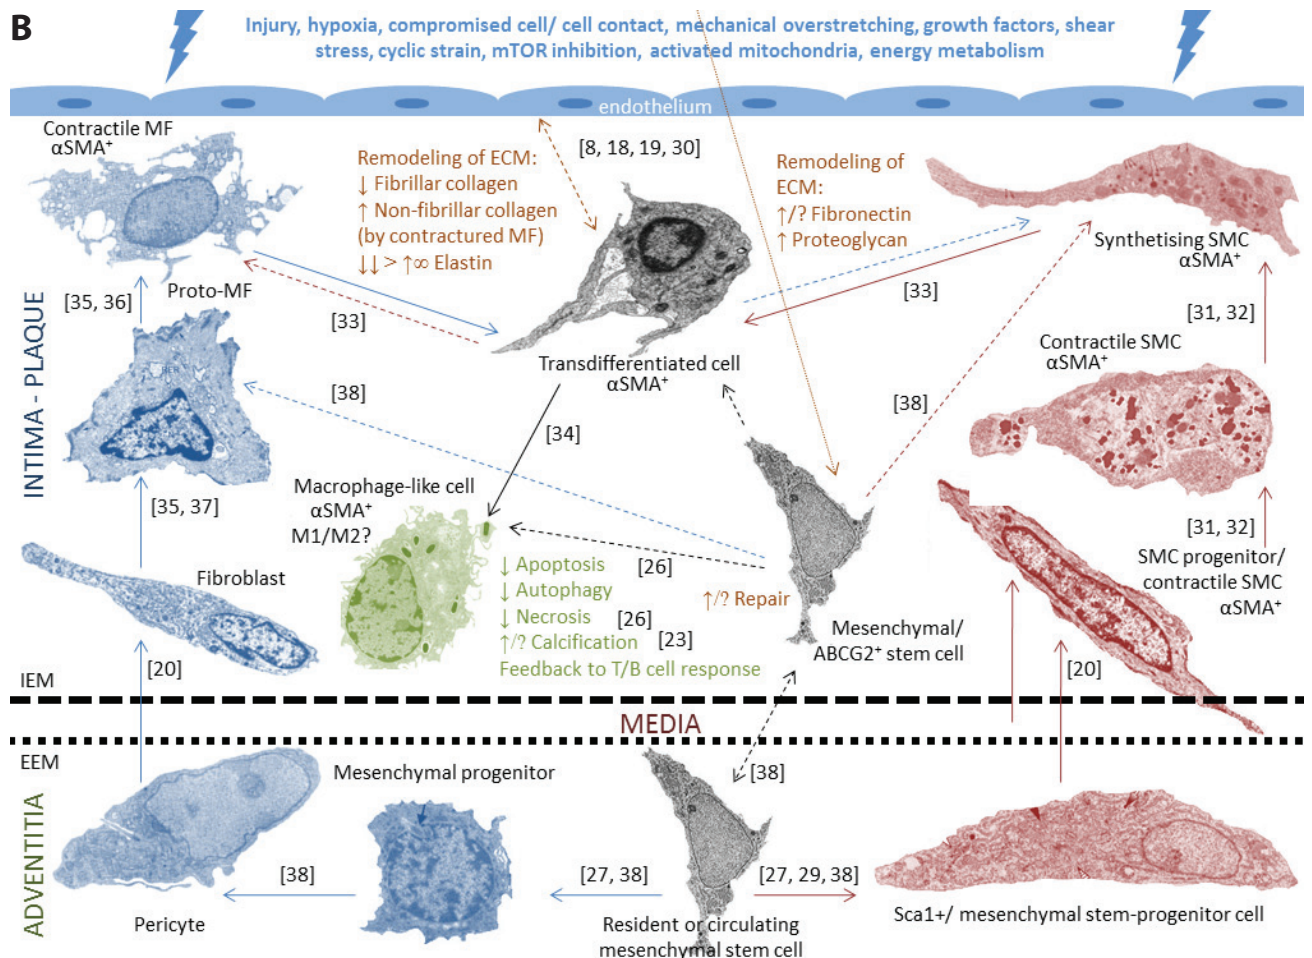 B
Injury, hypoxia, compromised cell/ cell contact, mechanical overstretching, growth factors, shear
stress, cyclic strain, mTOR inhibition, activated mitochondria, energy metabolism
endothelium
Contractile MF
αSMA⁺
Remodeling of ECM:
↓ Fibrillar collagen
↑ Non-fibrillar collagen
(by contractured MF)
↓↓ > ↑∞ Elastin
[8, 18, 19, 30]
Remodeling of
ECM:
↑/? Fibronectin
↑ Proteoglycan
Synthetising SMC
αSMA⁺
[35, 36]
Proto-MF
[33]
[33]
[31, 32]
Transdifferentiated cell
αSMA⁺
Contractile SMC
αSMA⁺
[38]
[38]
[34]
INTIMA - PLAQUE
Macrophage-like cell
αSMA⁺
M1/M2?
[35, 37]
[31, 32]
Fibroblast
↓ Apoptosis [26]
↓ Autophagy
↓ Necrosis [26]
↑/? Calcification [23]
Feedback to T/B cell response
↑/? Repair
Mesenchymal/
ABCG2⁺ stem cell
SMC progenitor/
contractile SMC
αSMA⁺
[20]
[20]
IEM
MEDIA
EEM
ADVENTITIA
Mesenchymal progenitor
[38]
[38]
[27, 38]
[27, 29, 38]
Pericyte
Resident or circulating
mesenchymal stem cell
Sca1+/ mesenchymal stem-progenitor cell